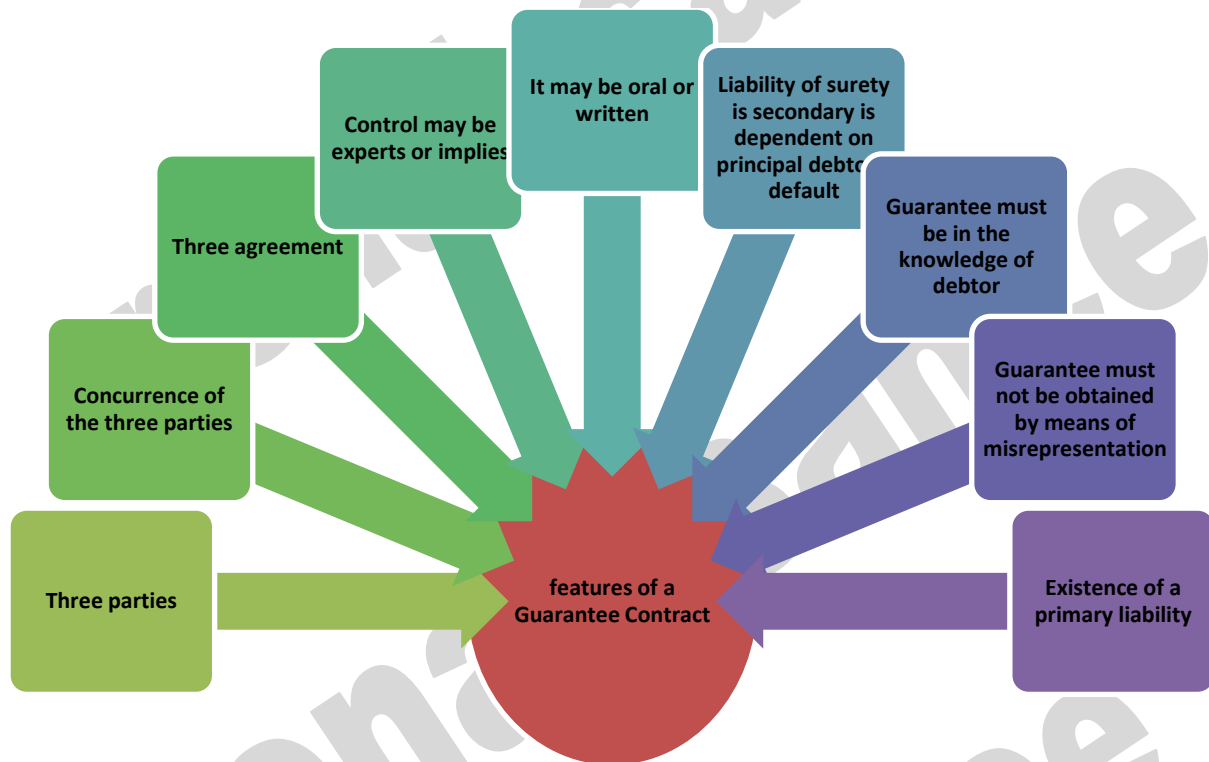 It may be oral or
written
Liability of surety
is secondary is
dependent on
principal debto
default
Control may be
experts or implies
Guarantee must
be in the
knowledge of
debtor
Three agreement
Guarantee must
not be obtained
by means of
misrepresentation
Concurrence of
the three parties
features of a
Guarantee Contract
Three parties
Existence of a
primary liability